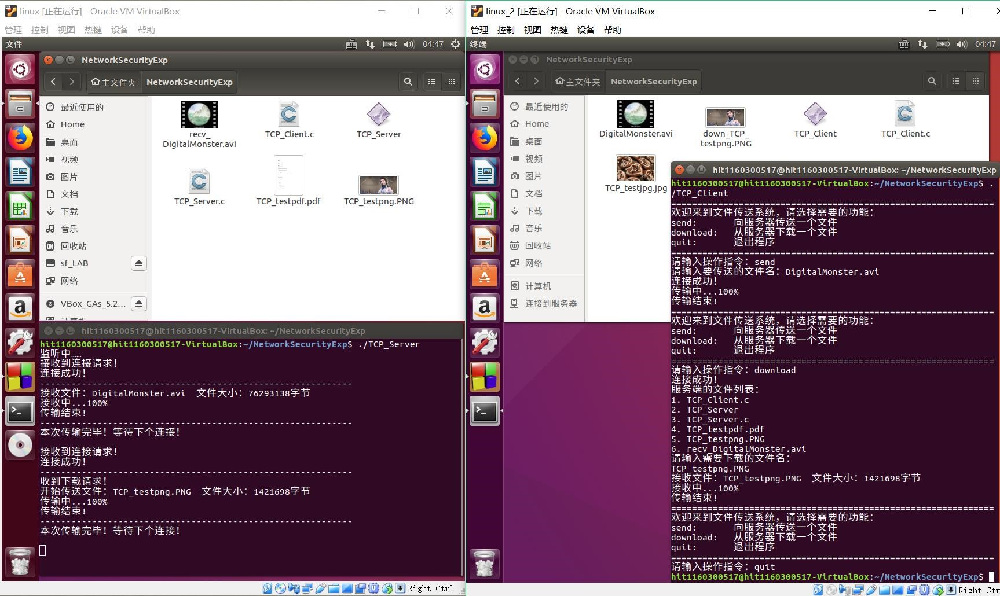 linux [正在运行] - Oracle VM VirtualBox
管理 控制 视图 热键 设备 帮助
文件
04:47
NetworkSecurityExp
主文件夹 NetworkSecurityExp
最近使用的
Home
桌面
视频
图片
文档
下载
音乐
回收站
sf_LAB
网络
VBox_GAs_5.2...
recv_
DigitalMonster.avi
TCP_Client.c
TCP_Server
TCP_Server.c
TCP_testpdf.pdf
TCP_testpng.PNG
hit1160300517@hit1160300517-VirtualBox: ~/NetworkSecurityExp
hit1160300517@hit1160300517-VirtualBox:~/NetworkSecurityExp$ ./TCP_Server
监听中……
接收到连接请求！
连接成功！
------------------------------------------------------------
接收文件：DigitalMonster.avi  文件大小：76293138字节
接收中...100%
传输结束！
------------------------------------------------------------
本次传输完毕！等待下个连接！
接收到连接请求！
连接成功！
------------------------------------------------------------
收到下载请求！
开始传送文件：TCP_testpng.PNG  文件大小：1421698字节
传输中...100%
传输结束！
------------------------------------------------------------
本次传输完毕！等待下个连接！
Right Ctrl
linux_2 [正在运行] - Oracle VM VirtualBox
管理 控制 视图 热键 设备 帮助
终端
04:47
NetworkSecurityExp
主文件夹 NetworkSecurityExp
最近使用的
Home
桌面
视频
图片
文档
下载
音乐
回收站
网络
计算机
连接到服务器
DigitalMonster.avi
down_TCP_
testpng.PNG
TCP_Client
TCP_Client.c
TCP_testjpg.jpg
hit1160300517@hit1160300517-VirtualBox: ~/NetworkSecurityExp
hit1160300517@hit1160300517-VirtualBox:~/NetworkSecurityExp$ .
/TCP_Client
==============================================================
欢迎来到文件传送系统，请选择需要的功能：
send:       向服务器传送一个文件
download:   从服务器下载一个文件
quit:       退出程序
==============================================================
请输入操作指令：send
请输入要传送的文件名：DigitalMonster.avi
连接成功！
传输中...100%
传输结束！
==============================================================
欢迎来到文件传送系统，请选择需要的功能：
send:       向服务器传送一个文件
download:   从服务器下载一个文件
quit:       退出程序
==============================================================
请输入操作指令：download
连接成功！
服务端的文件列表：
1. TCP_Client.c
2. TCP_Server
3. TCP_Server.c
4. TCP_testpdf.pdf
5. TCP_testpng.PNG
6. recv_DigitalMonster.avi
请输入需要下载的文件名：
TCP_testpng.PNG
接收文件：TCP_testpng.PNG  文件大小：1421698字节
接收中...100%
传输结束！
==============================================================
欢迎来到文件传送系统，请选择需要的功能：
send:       向服务器传送一个文件
download:   从服务器下载一个文件
quit:       退出程序
==============================================================
请输入操作指令：quit
hit1160300517@hit1160300517-VirtualBox:~/NetworkSecurityExp$
Right Ctr